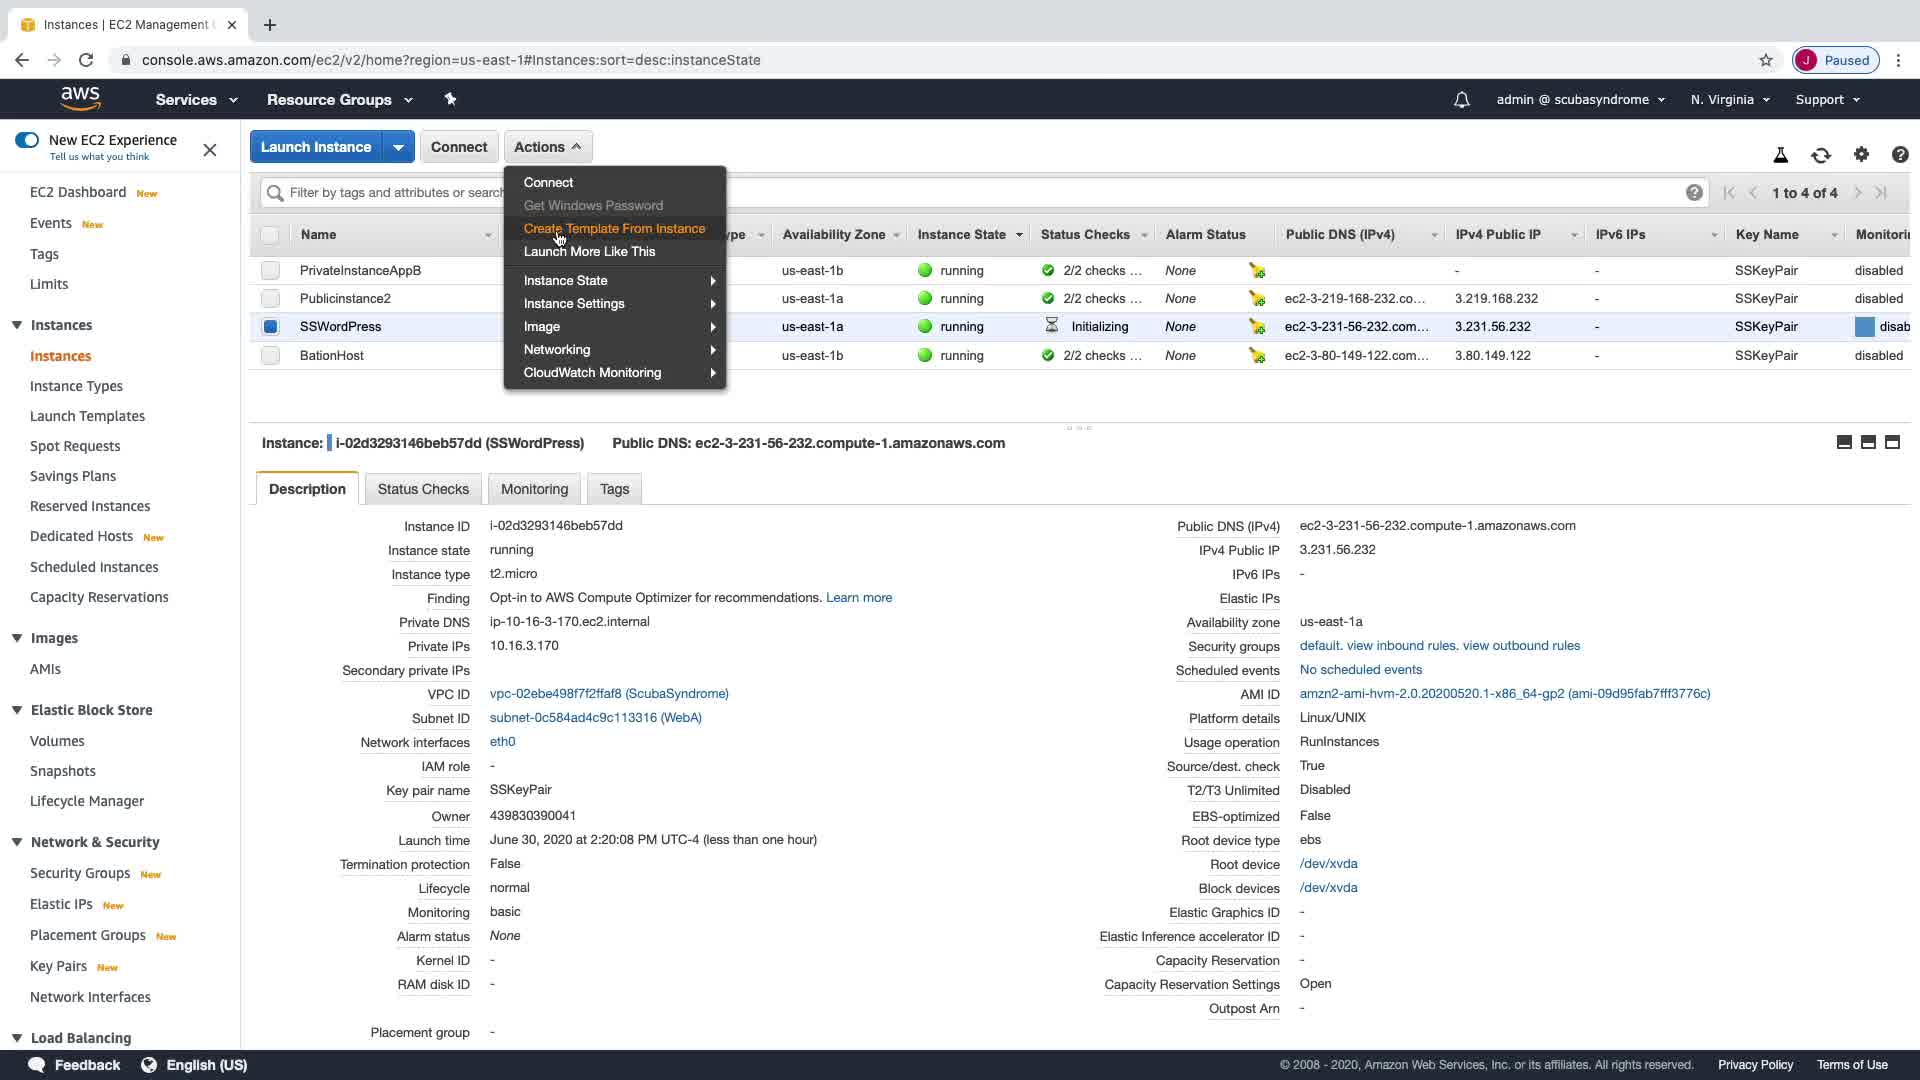 Instances | EC2 Management
console.aws.amazon.com/ec2/v2/home?region=us-east-1#Instances:sort=desc:instanceState
J Paused
aws Services Resource Groups admin @ scubasyndrome N. Virginia Support
New EC2 Experience
Tell us what you think
EC2 Dashboard New
Events New
Tags
Limits
Instances
Instances
Instance Types
Launch Templates
Spot Requests
Savings Plans
Reserved Instances
Dedicated Hosts New
Scheduled Instances
Capacity Reservations
Images
AMIs
Elastic Block Store
Volumes
Snapshots
Lifecycle Manager
Network & Security
Security Groups New
Elastic IPs New
Placement Groups New
Key Pairs New
Network Interfaces
Load Balancing
Launch Instance Connect Actions
Filter by tags and attributes or search 1 to 4 of 4
Connect
Get Windows Password
Create Template From Instance
Launch More Like This
Instance State
Instance Settings
Image
Networking
CloudWatch Monitoring
Name Availability Zone Instance State Status Checks Alarm Status Public DNS (IPv4) IPv4 Public IP IPv6 IPs Key Name
PrivateInstanceAppB us-east-1b running 2/2 checks ... None - - SSKeyPair disabled
Publicinstance2 us-east-1a running 2/2 checks ... None ec2-3-219-168-232.co... 3.219.168.232 - SSKeyPair disabled
SSWordPress us-east-1a running Initializing None ec2-3-231-56-232.com... 3.231.56.232 - SSKeyPair disab
BationHost us-east-1b running 2/2 checks ... None ec2-3-80-149-122.com... 3.80.149.122 - SSKeyPair disabled
Instance: i-02d3293146beb57dd (SSWordPress) Public DNS: ec2-3-231-56-232.compute-1.amazonaws.com
Description Status Checks Monitoring Tags
Instance ID i-02d3293146beb57dd
Instance state running
Instance type t2.micro
Finding Opt-in to AWS Compute Optimizer for recommendations. Learn more
Private DNS ip-10-16-3-170.ec2.internal
Private IPs 10.16.3.170
Secondary private IPs
VPC ID vpc-02ebe498f7f2ffaf8 (ScubaSyndrome)
Subnet ID subnet-0c584ad4c9c113316 (WebA)
Network interfaces eth0
IAM role -
Key pair name SSKeyPair
Owner 439830390041
Launch time June 30, 2020 at 2:20:08 PM UTC-4 (less than one hour)
Termination protection False
Lifecycle normal
Monitoring basic
Alarm status None
Kernel ID -
RAM disk ID -
Placement group -
Public DNS (IPv4) ec2-3-231-56-232.compute-1.amazonaws.com
IPv4 Public IP 3.231.56.232
IPv6 IPs -
Elastic IPs
Availability zone us-east-1a
Security groups default. view inbound rules. view outbound rules
Scheduled events No scheduled events
AMI ID amzn2-ami-hvm-2.0.20200520.1-x86_64-gp2 (ami-09d95fab7fff3776c)
Platform details Linux/UNIX
Usage operation RunInstances
Source/dest. check True
T2/T3 Unlimited Disabled
EBS-optimized False
Root device type ebs
Root device /dev/xvda
Block devices /dev/xvda
Elastic Graphics ID -
Elastic Inference accelerator ID -
Capacity Reservation -
Capacity Reservation Settings Open
Outpost Arn -
Feedback English (US) © 2008 - 2020, Amazon Web Services, Inc. or its affiliates. All rights reserved. Privacy Policy Terms of Use